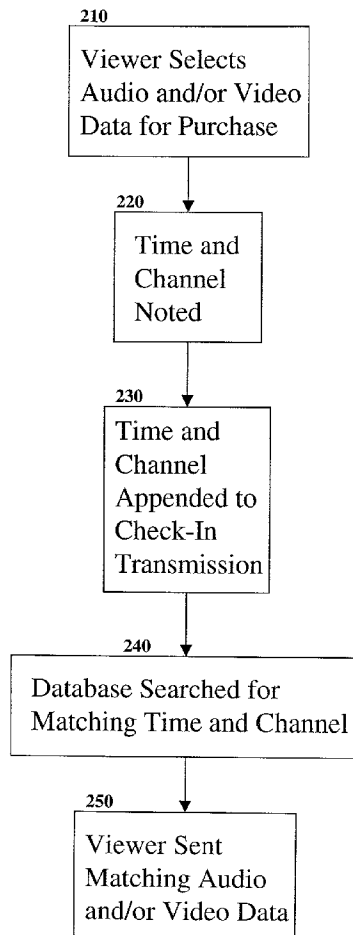 210
Viewer Selects
Audio and/or Video
Data for Purchase
220
Time and
Channel
Noted
230
Time and
Channel
Appended to
Check-In
Transmission
240
Database Searched for
Matching Time and Channel
250
Viewer Sent
Matching Audio
and/or Video Data